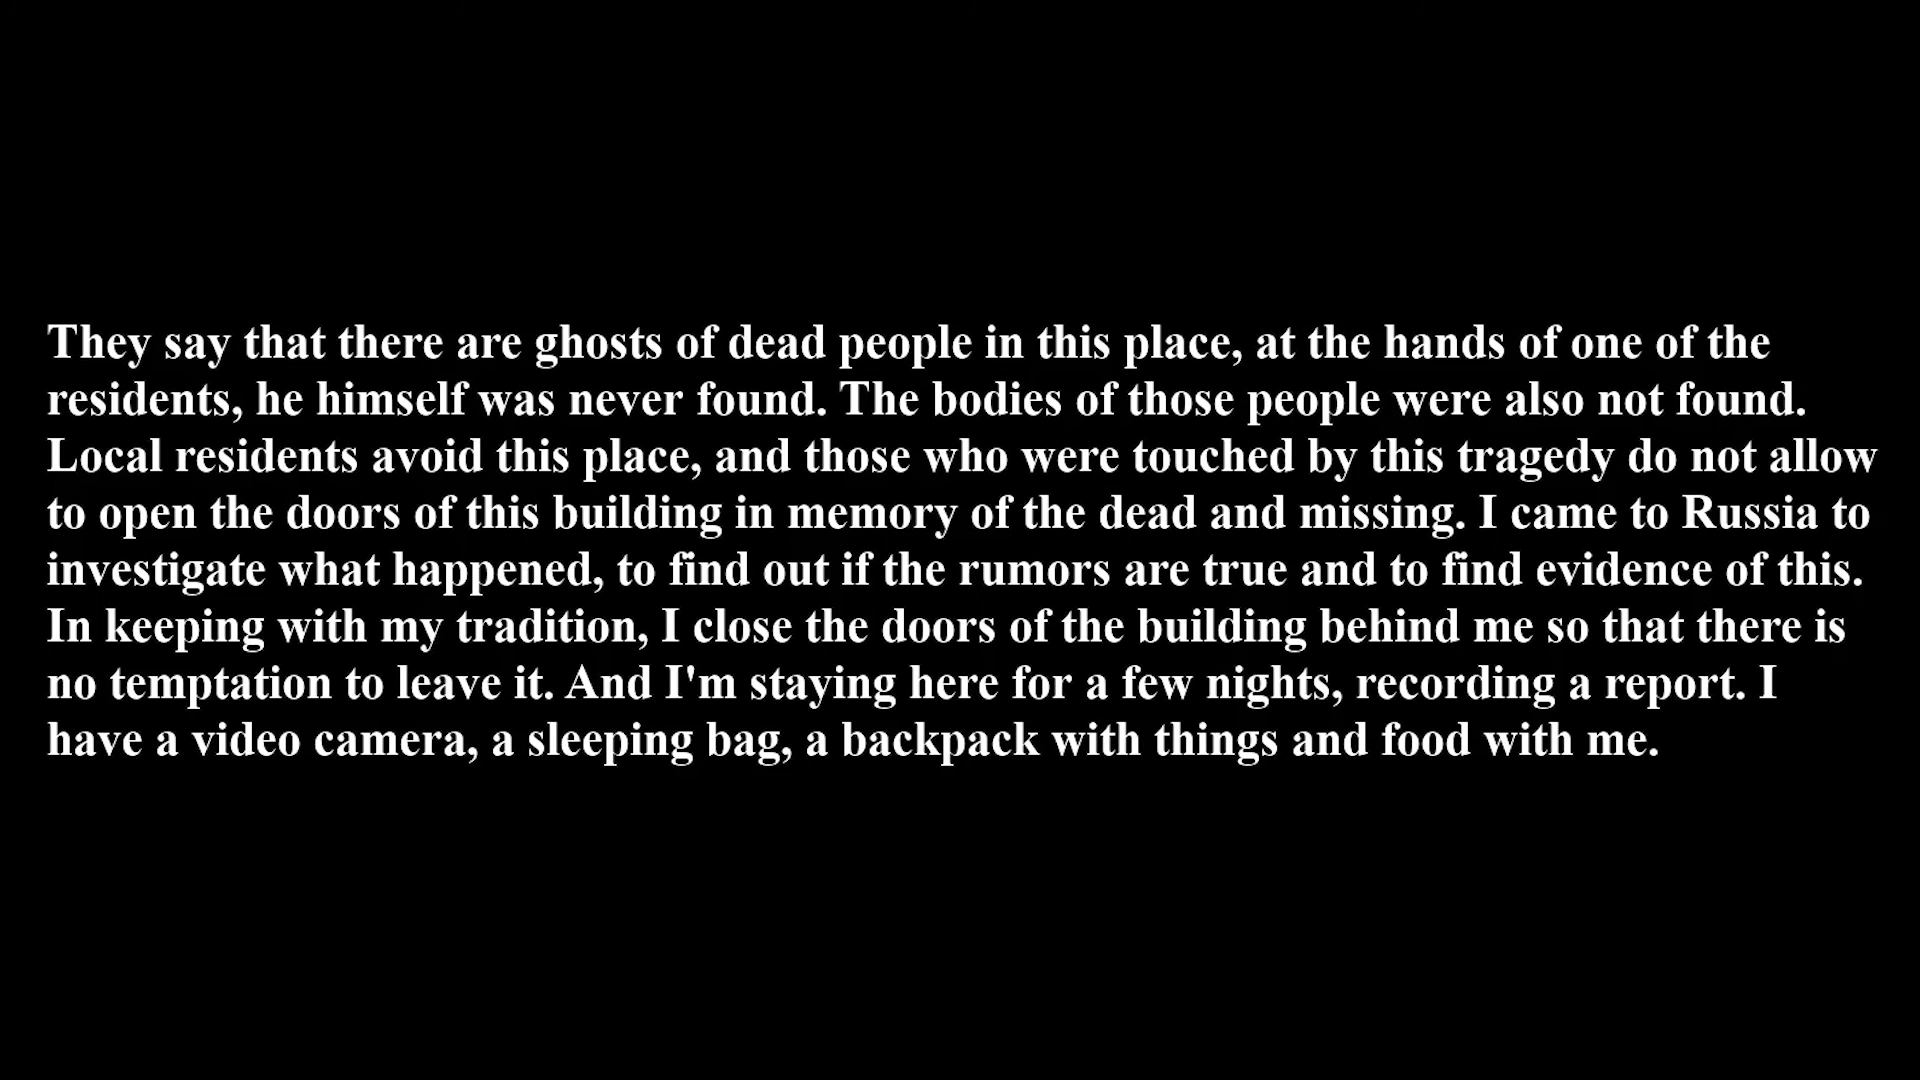 They say that there are ghosts of dead people in this place, at the hands of one of the
residents, he himself was never found. The bodies of those people were also not found.
Local residents avoid this place, and those who were touched by this tragedy do not allow
to open the doors of this building in memory of the dead and missing. I came to Russia to
investigate what happened, to find out if the rumors are true and to find evidence of this.
In keeping with my tradition, I close the doors of the building behind me so that there is
no temptation to leave it. And I'm staying here for a few nights, recording a report. I
have a video camera, a sleeping bag, a backpack with things and food with me.